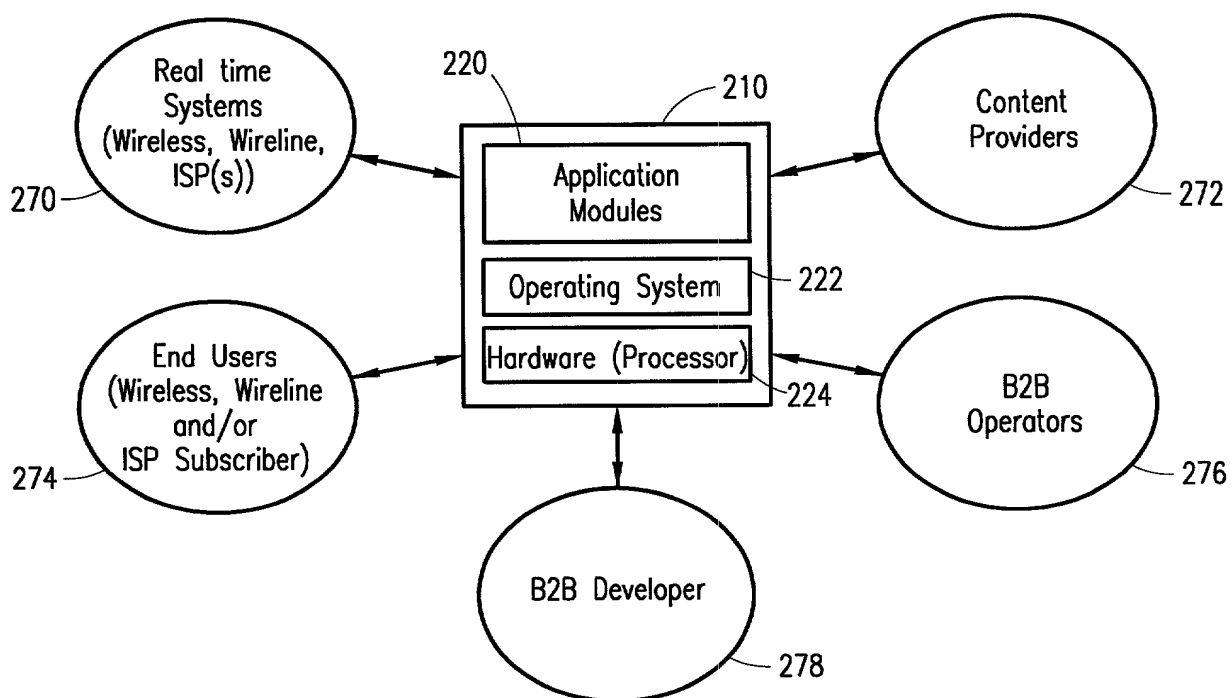 Real time
Systems
(Wireless, Wireline,
ISP(s))
270
220
210
Application
Modules
Operating System
222
Hardware (Processor)
224
Content
Providers
272
End Users
(Wireless, Wireline
and/or
ISP Subscriber)
274
B2B
Operators
276
B2B Developer
278